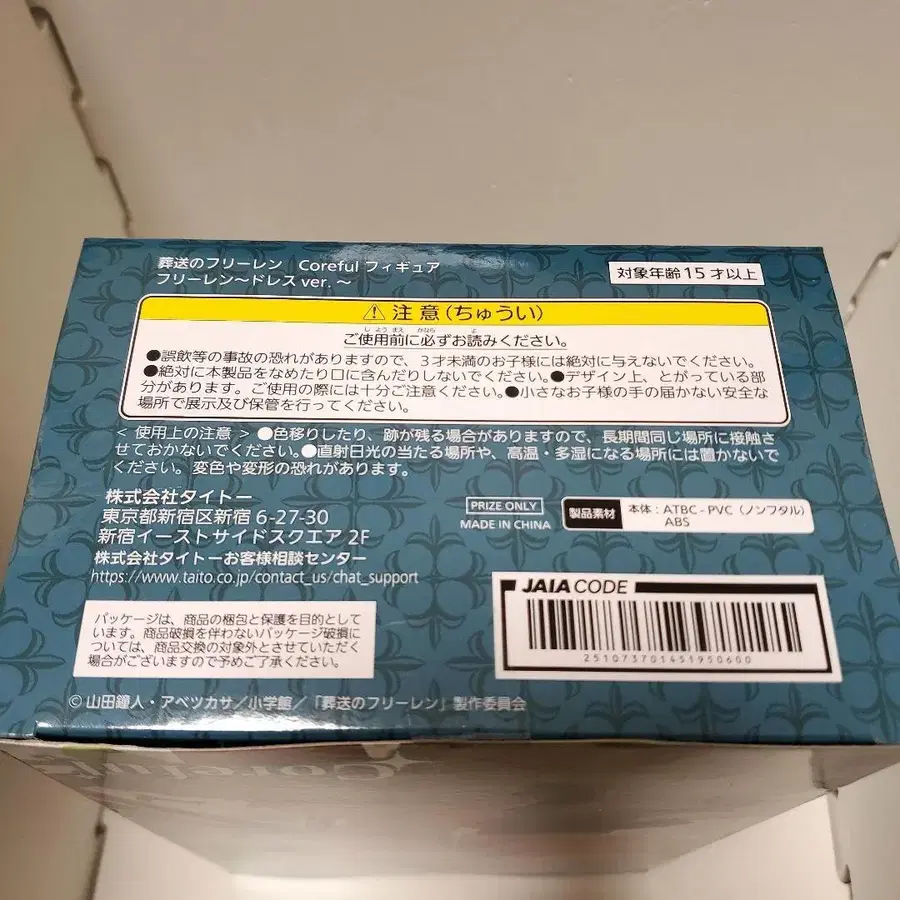 葬送のフリーレン Coreful フィギュア
フリーレン～ドレス ver.～
対象年齢 15 才以上
⚠ 注意(ちゅうい)
ご使用前に必ずお読みください。
●誤飲等の事故の恐れがありますので、3才未満のお子様には絶対に与えないでください。
●絶対に本製品をなめたり口に含んだりしないでください。●デザイン上、とがっている部
分があります。ご使用の際には十分ご注意ください。●小さなお子様の手の届かない安全な
場所で展示及び保管を行ってください。
< 使用上の注意 > ●色移りしたり、跡が残る場合がありますので、長期間同じ場所に接触さ
せておかないでください。●直射日光の当たる場所や、高温・多湿になる場所には置かないで
ください。変色や変形の恐れがあります。
株式会社タイトー
東京都新宿区新宿 6-27-30
新宿イーストサイドスクエア 2F
株式会社タイトーお客様相談センター
https://www.taito.co.jp/contact_us/chat_support
PRIZE ONLY
MADE IN CHINA
製品素材
本体：ATBC-PVC（ノンフタル）
ABS
パッケージは、商品の梱包と保護を目的として
います。商品破損を伴わないパッケージ破損に
ついては、商品交換の対象外とさせていただく
場合がございますので予めご了承ください。
JAIA CODE
251073701451950600
© 山田鐘人・アベツカサ／小学館／「葬送のフリーレン」製作委員会
Coreful